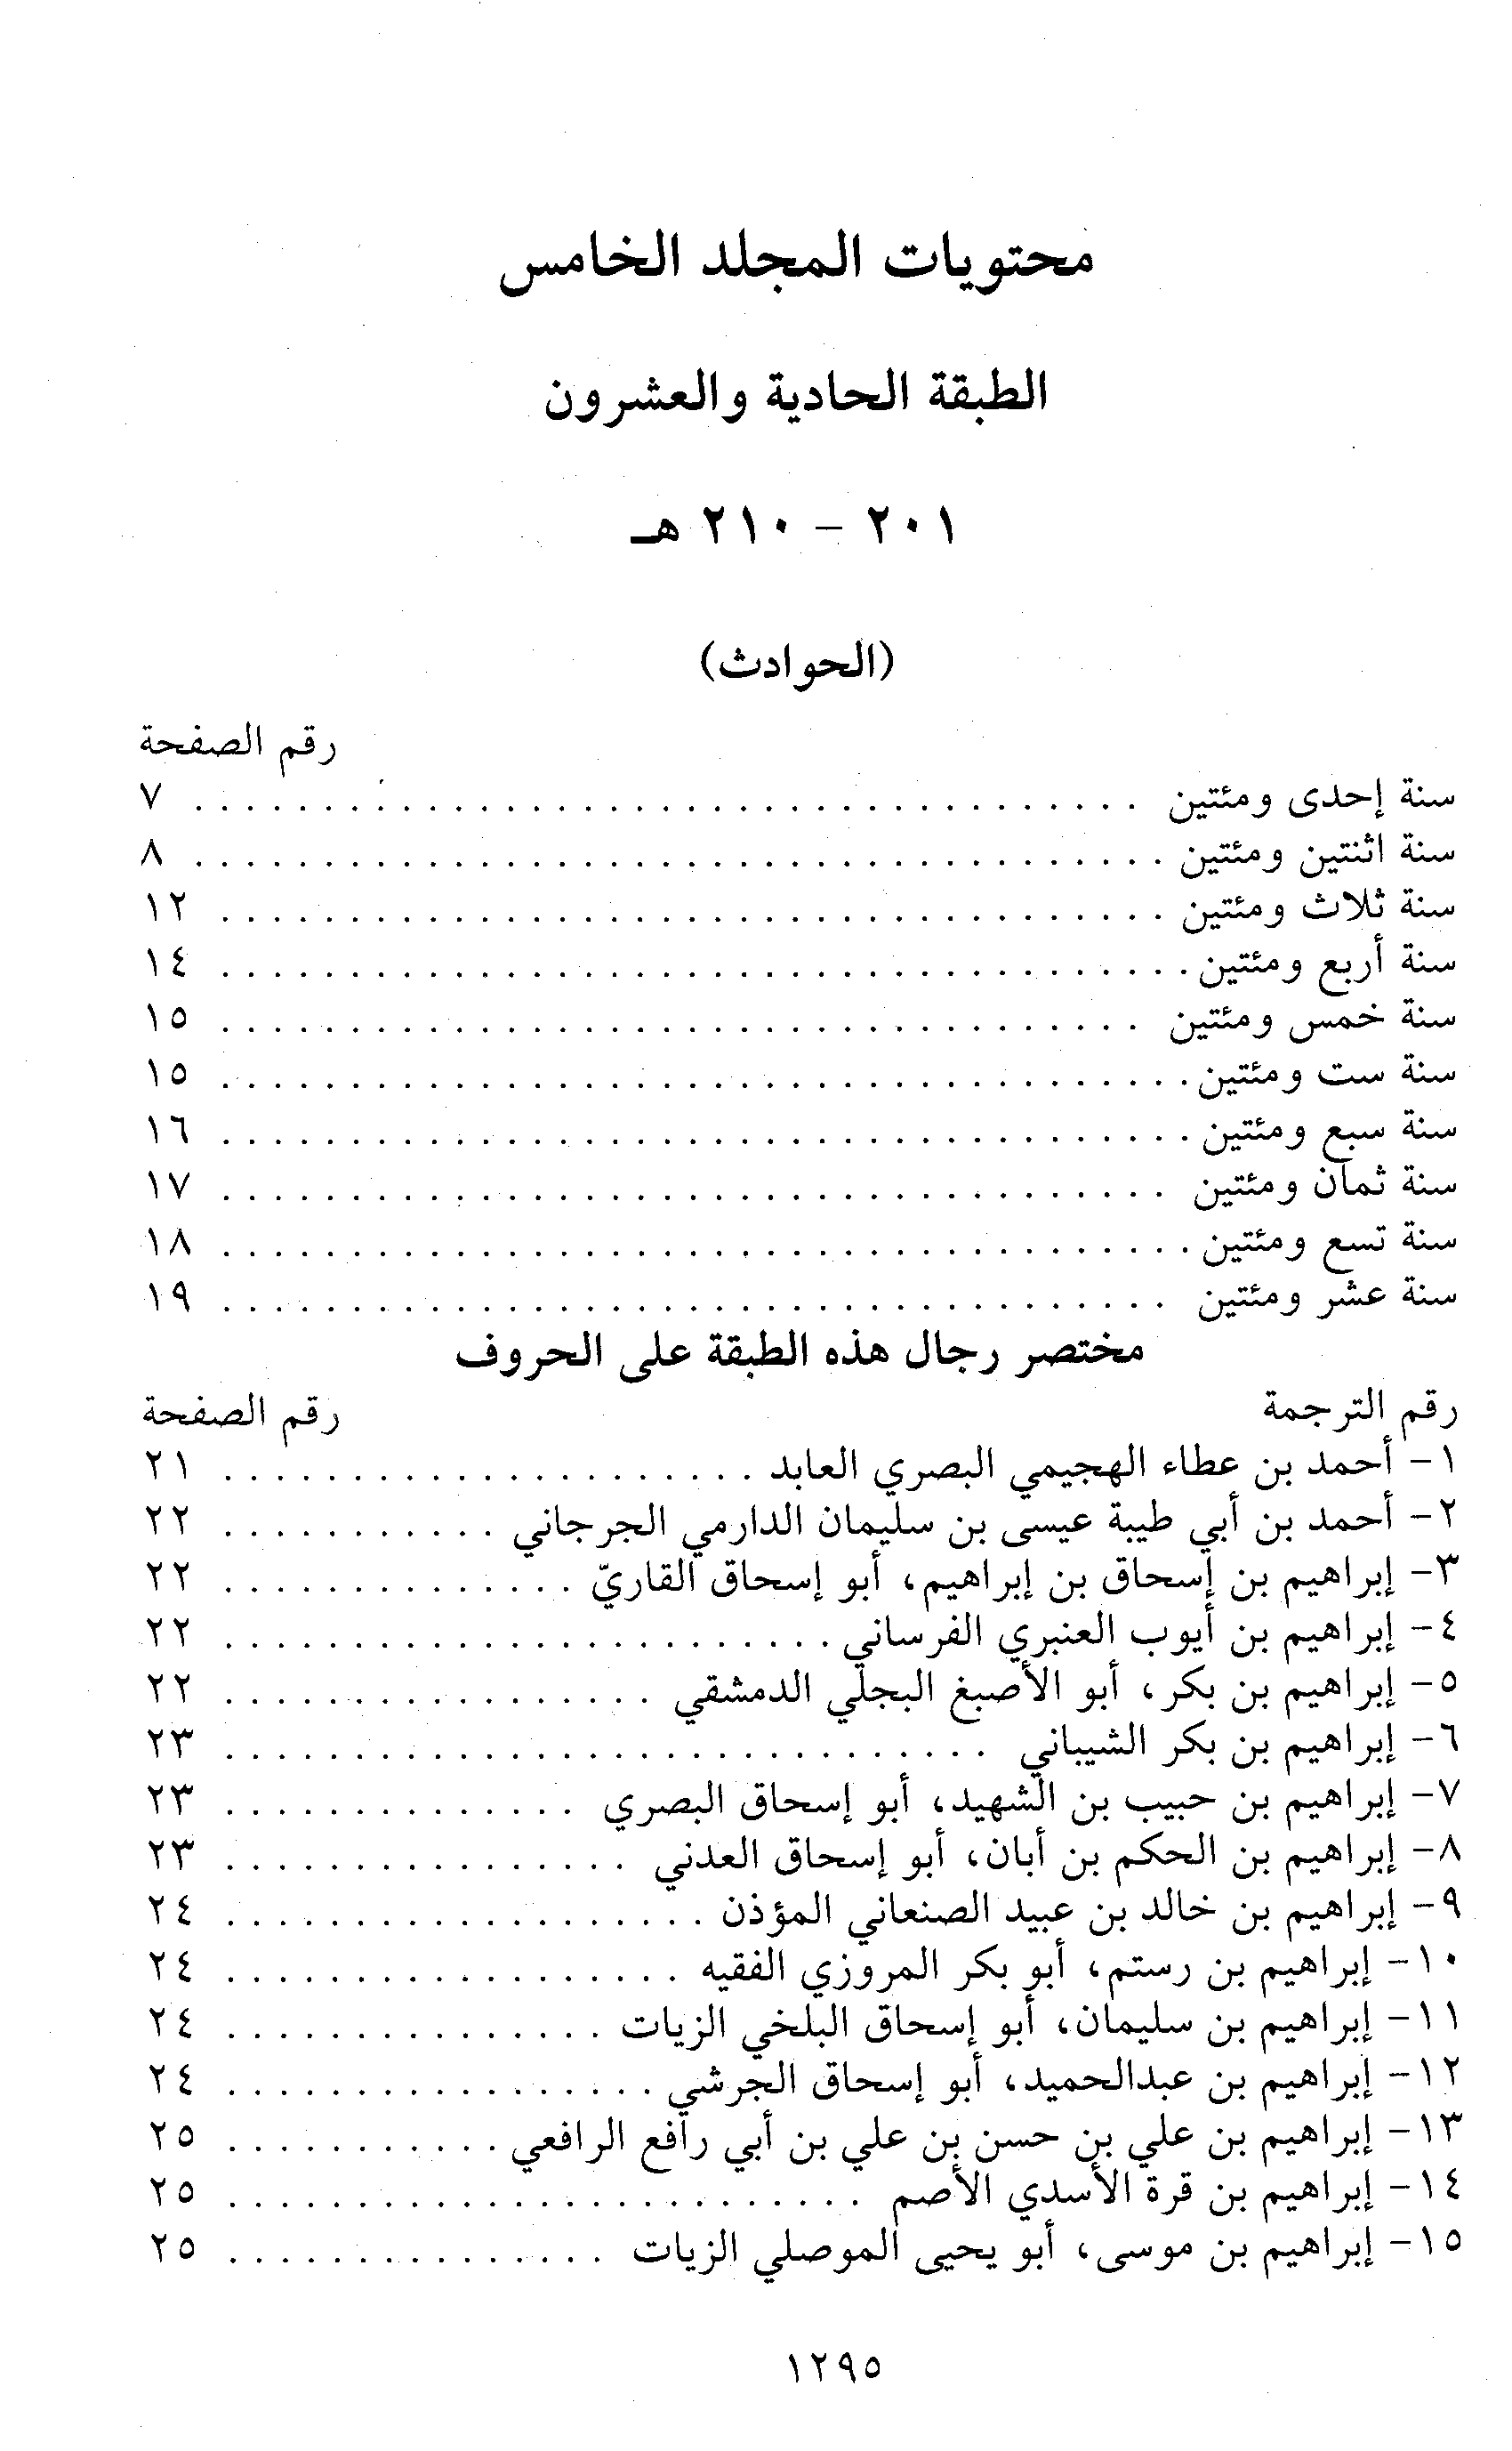 محتويات المجلد الخامس
الطبقة الحادية والعشرون
٢٠١ - ٢١٠ هـ
(الحوادث)
رقم الصفحة
سنة إحدى ومئتين . . . . . . . . . . . . . . . . . . . . ٧
سنة اثنتين ومئتين . . . . . . . . . . . . . . . . . . . . ٨
سنة ثلاث ومئتين . . . . . . . . . . . . . . . . . . . . ١٢
سنة أربع ومئتين . . . . . . . . . . . . . . . . . . . . ١٤
سنة خمس ومئتين . . . . . . . . . . . . . . . . . . . . ١٥
سنة ست ومئتين . . . . . . . . . . . . . . . . . . . . ١٥
سنة سبع ومئتين . . . . . . . . . . . . . . . . . . . . ١٦
سنة ثمان ومئتين . . . . . . . . . . . . . . . . . . . . ١٧
سنة تسع ومئتين . . . . . . . . . . . . . . . . . . . . ١٨
سنة عشر ومئتين . . . . . . . . . . . . . . . . . . . . ١٩
مختصر رجال هذه الطبقة على الحروف
رقم الترجمة رقم الصفحة
١- أحمد بن عطاء الهجيمي البصري العابد . . . . . . . . . . ٢١
٢- أحمد بن أبي طيبة عيسى بن سليمان الدارمي الجرجاني . . . . . . . . . . ٢٢
٣- إبراهيم بن إسحاق بن إبراهيم، أبو إسحاق القاريّ . . . . . . . . . . ٢٢
٤- إبراهيم بن أيوب العنبري الفرساني . . . . . . . . . . ٢٢
٥- إبراهيم بن بكر، أبو الأصبغ البجلي الدمشقي . . . . . . . . . . ٢٢
٦- إبراهيم بن بكر الشيباني . . . . . . . . . . ٢٣
٧- إبراهيم بن حبيب بن الشهيد، أبو إسحاق البصري . . . . . . . . . . ٢٣
٨- إبراهيم بن الحكم بن أبان، أبو إسحاق العدني . . . . . . . . . . ٢٣
٩- إبراهيم بن خالد بن عبيد الصنعاني المؤذن . . . . . . . . . . ٢٤
١٠- إبراهيم بن رستم، أبو بكر المروزي الفقيه . . . . . . . . . . ٢٤
١١- إبراهيم بن سليمان، أبو إسحاق البلخي الزيات . . . . . . . . . . ٢٤
١٢- إبراهيم بن عبدالحميد، أبو إسحاق الجرشي . . . . . . . . . . ٢٤
١٣- إبراهيم بن علي بن حسن بن علي بن أبي رافع الرافعي . . . . . . . . . . ٢٥
١٤- إبراهيم بن قرة الأسدي الأصم . . . . . . . . . . ٢٥
١٥- إبراهيم بن موسى، أبو يحيى الموصلي الزيات . . . . . . . . . . ٢٥
١٢٩٥